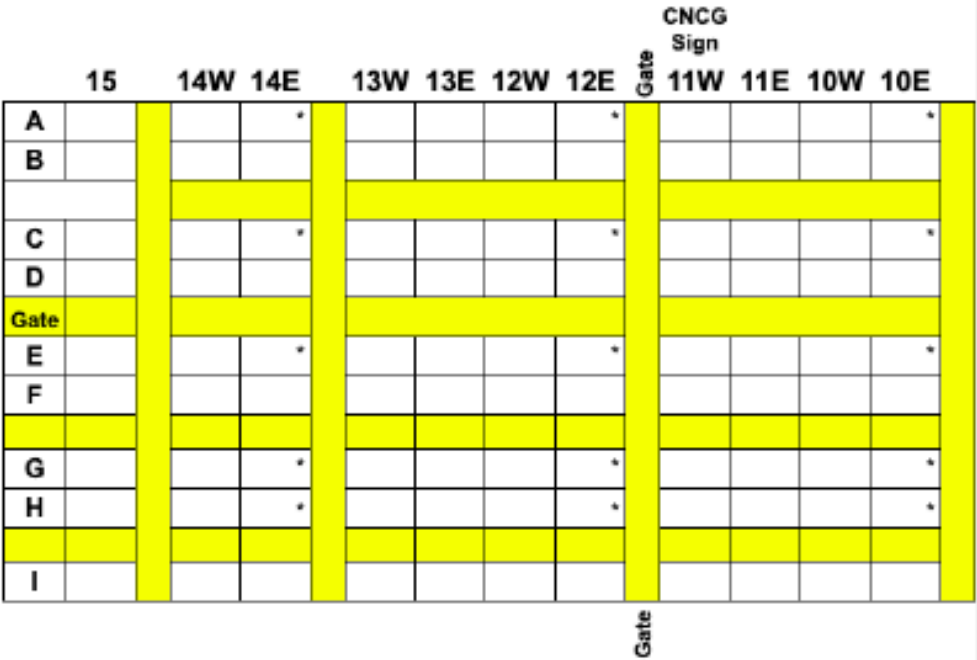 CNCG
Sign
15 14W 14E 13W 13E 12W 12E Gate 11W 11E 10W 10E
A * * *
B
C * * *
D
Gate
E * * *
F
G * * *
H * * *
I
Gate